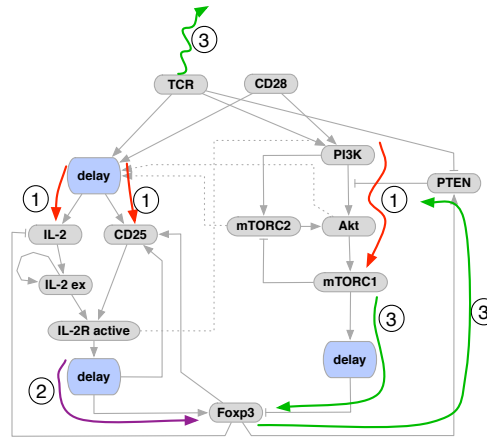 3
TCR CD28
PI3K
delay PTEN
1 1 1
IL-2 CD25 mTORC2 Akt
IL-2 ex mTORC1
IL-2R active 3 3
delay
delay
2
Foxp3